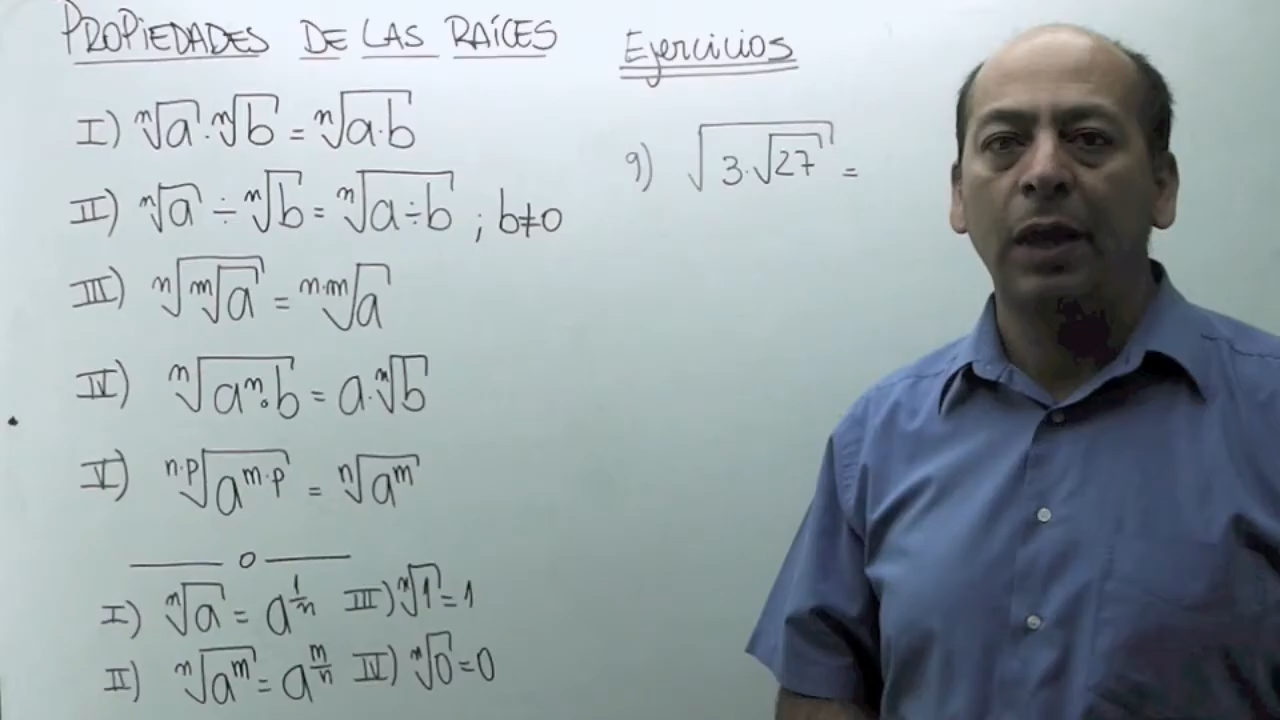 PROPIEDADES DE LAS RAÍCES
I) ⁿ√a · ⁿ√b = ⁿ√(a·b)
II) ⁿ√a ÷ ⁿ√b = ⁿ√(a÷b) ; b≠0
III) ⁿ√(ᵐ√a) = ⁿ·ᵐ√a
IV) ⁿ√(aⁿ·b) = a·ⁿ√b
V) ⁿ·ᵖ√(a^(m·p)) = ⁿ√(aᵐ)
I) ⁿ√a = a^(1/n) III) ⁿ√1 = 1
II) ⁿ√(aᵐ) = a^(m/n) IV) ⁿ√0 = 0
Ejercicios
9) √(3·√27) =